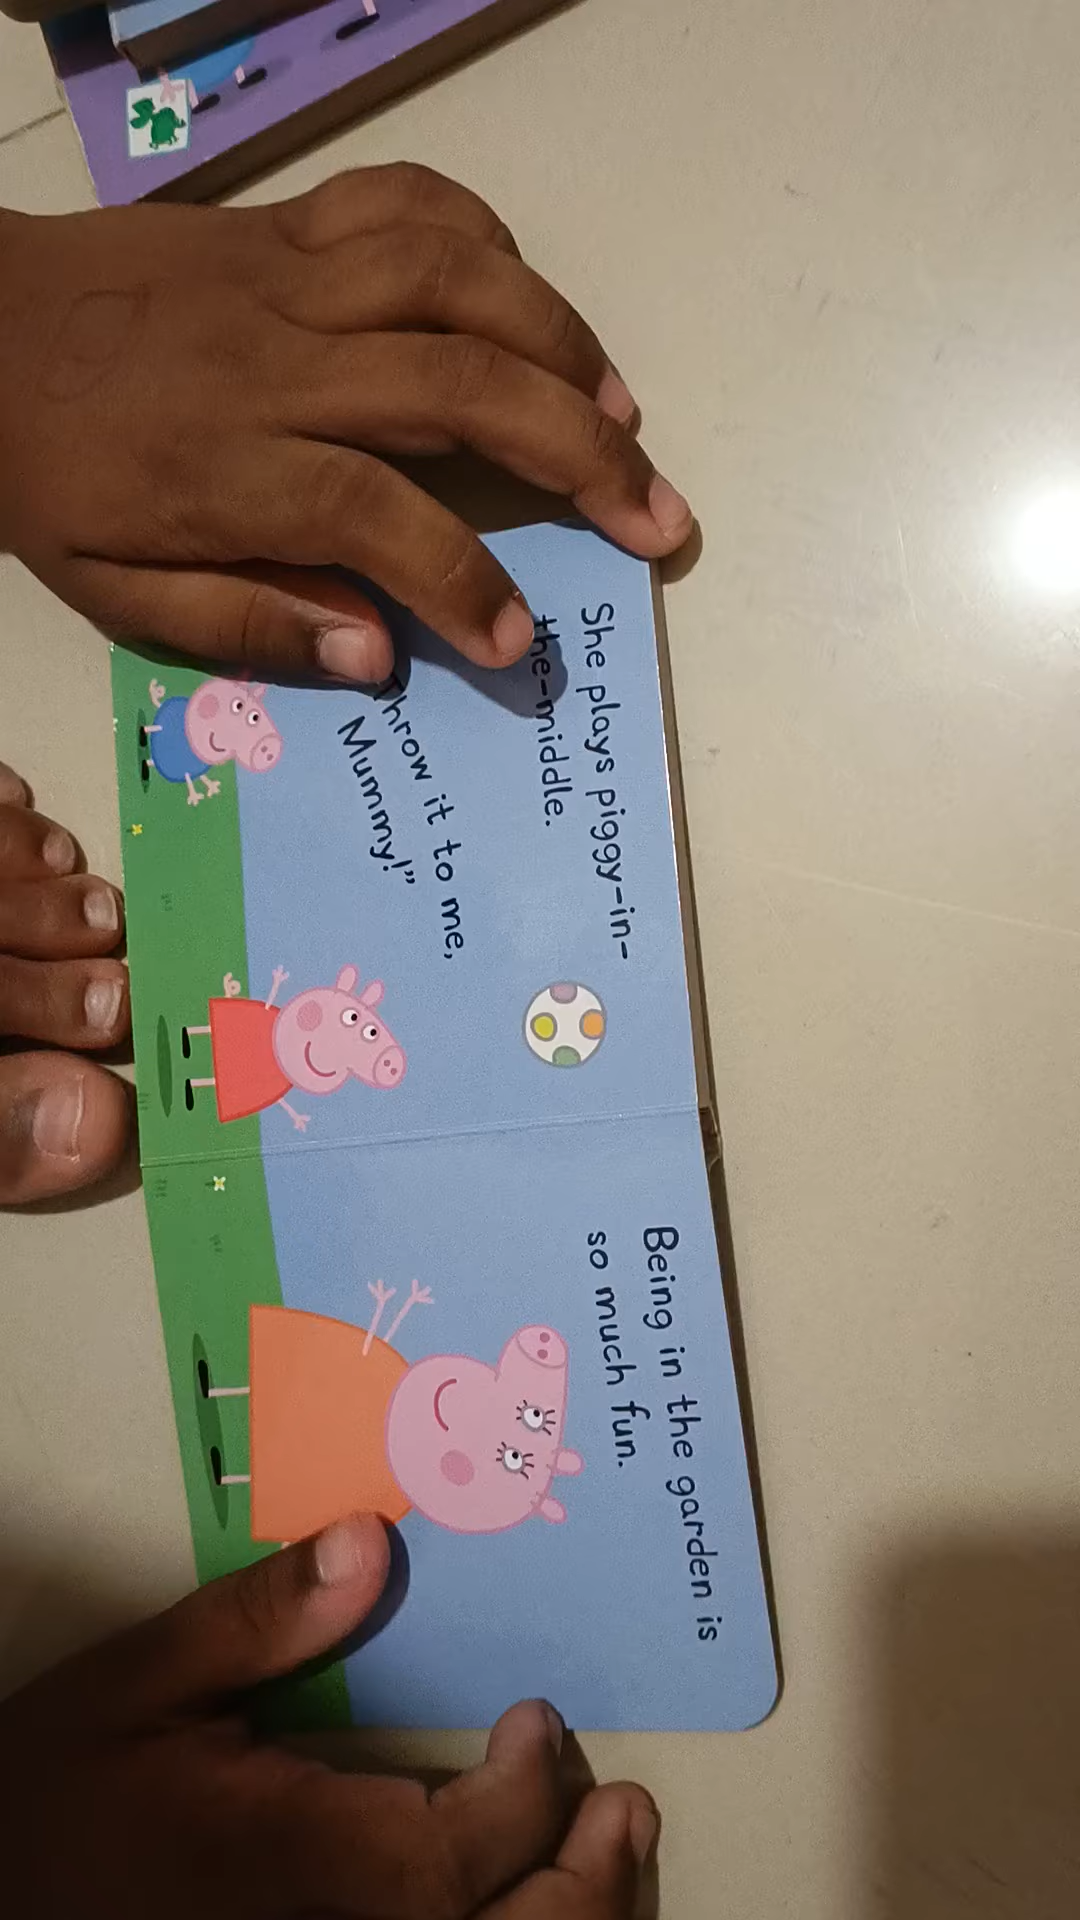 She plays piggy-in-
the-middle.
Throw it to me,
Mummy!”
Being in the garden is
so much fun.